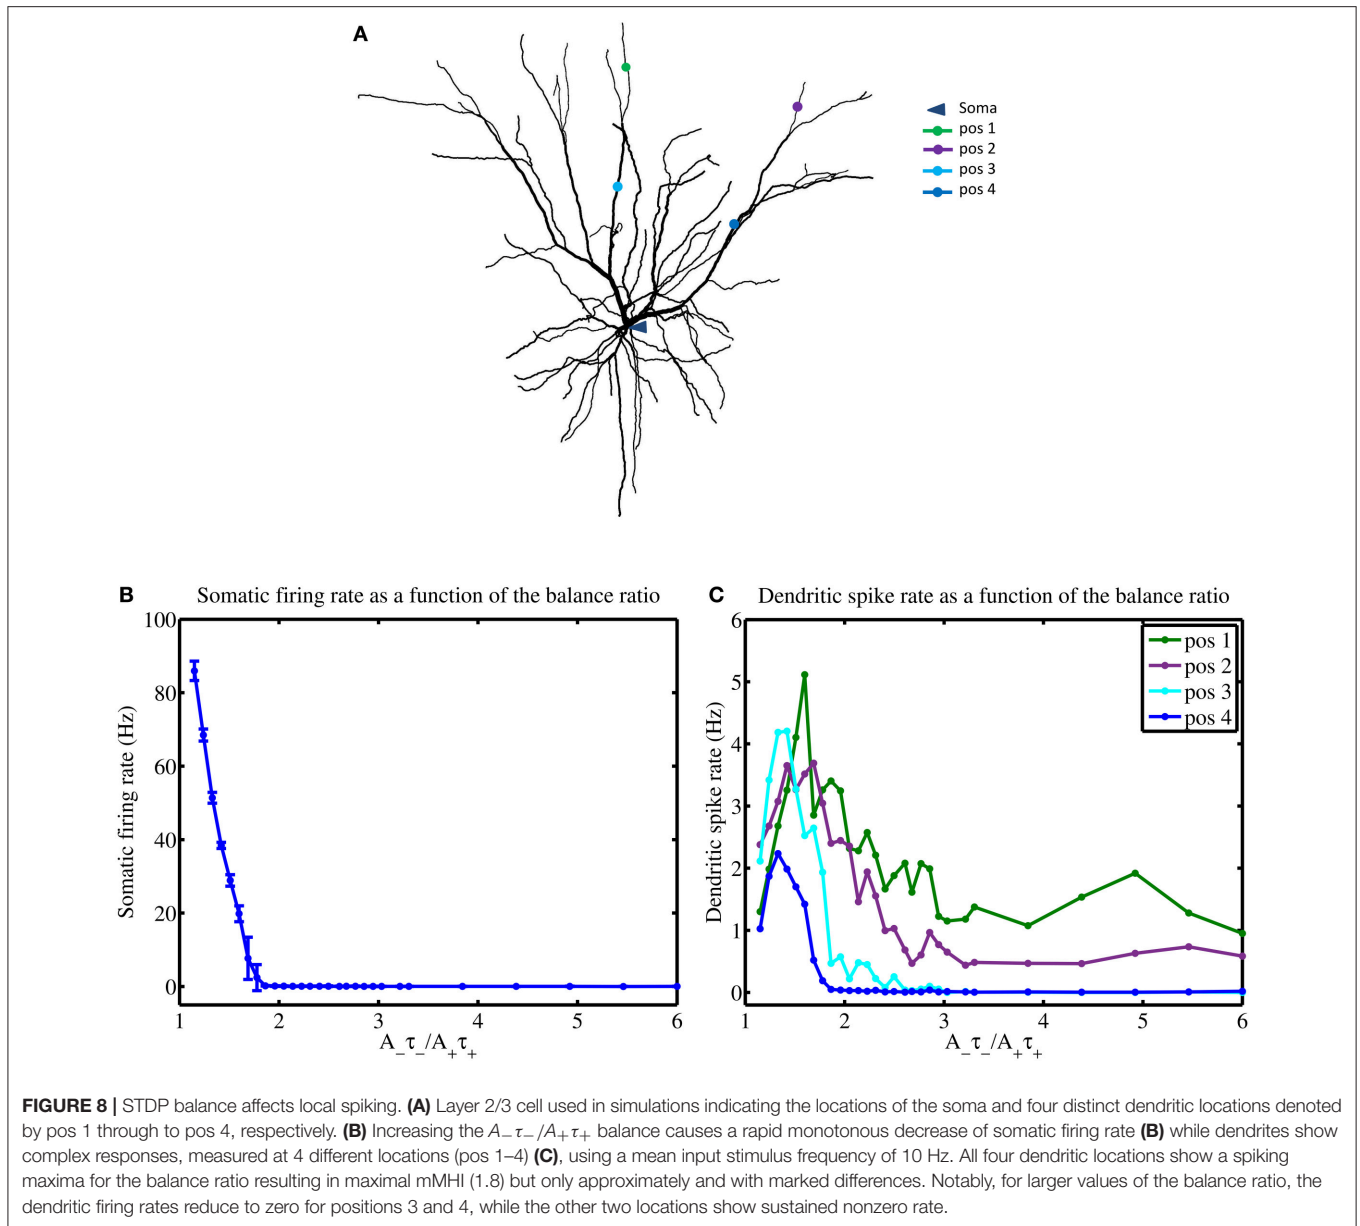 A
Soma
pos 1
pos 2
pos 3
pos 4
B
Somatic firing rate as a function of the balance ratio
100
80
60
40
20
0
Somatic firing rate (Hz)
1 2 3 4 5 6
A_τ_/A+τ+
C
Dendritic spike rate as a function of the balance ratio
6
5
4
3
2
1
0
Dendritic spike rate (Hz)
pos 1
pos 2
pos 3
pos 4
1 2 3 4 5 6
A_τ_/A+τ+
FIGURE 8 | STDP balance affects local spiking. (A) Layer 2/3 cell used in simulations indicating the locations of the soma and four distinct dendritic locations denoted
by pos 1 through to pos 4, respectively. (B) Increasing the A−τ−/A+τ+ balance causes a rapid monotonous decrease of somatic firing rate (B) while dendrites show
complex responses, measured at 4 different locations (pos 1–4) (C), using a mean input stimulus frequency of 10 Hz. All four dendritic locations show a spiking
maxima for the balance ratio resulting in maximal mMHI (1.8) but only approximately and with marked differences. Notably, for larger values of the balance ratio, the
dendritic firing rates reduce to zero for positions 3 and 4, while the other two locations show sustained nonzero rate.